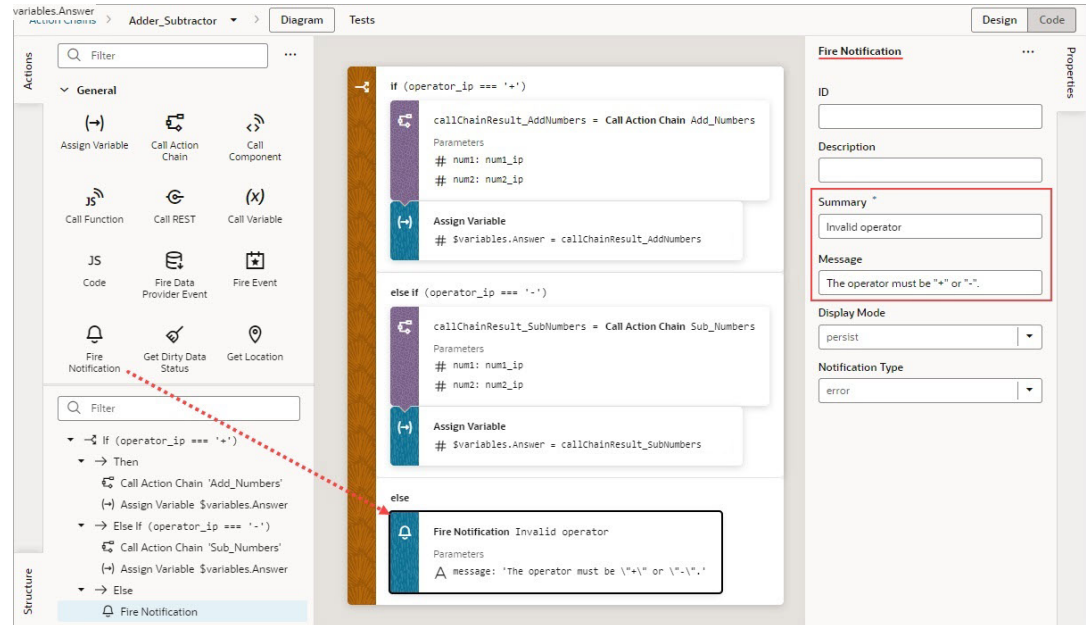 variables.Answer
Action Chains > Adder_Subtractor > Diagram Tests Design Code
Actions
Filter
General
Assign Variable
Call Action Chain
Call Component
JS
Call Function
Call REST
(x)
Call Variable
JS
Code
Fire Data Provider Event
Fire Event
Fire Notification
Get Dirty Data Status
Get Location
Structure
Filter
If (operator_ip === '+')
Then
Call Action Chain 'Add_Numbers'
Assign Variable $variables.Answer
Else If (operator_ip === '-')
Call Action Chain 'Sub_Numbers'
Assign Variable $variables.Answer
Else
Fire Notification
if (operator_ip === '+')
callChainResult_AddNumbers = Call Action Chain Add_Numbers
Parameters
# num1: num1_ip
# num2: num2_ip
Assign Variable
# $variables.Answer = callChainResult_AddNumbers
else if (operator_ip === '-')
callChainResult_SubNumbers = Call Action Chain Sub_Numbers
Parameters
# num1: num1_ip
# num2: num2_ip
Assign Variable
# $variables.Answer = callChainResult_SubNumbers
else
Fire Notification Invalid operator
Parameters
A message: 'The operator must be \"+\" or \"-\".'
Properties
Fire Notification
ID
Description
Summary *
Invalid operator
Message
The operator must be "+" or "-".
Display Mode
persist
Notification Type
error